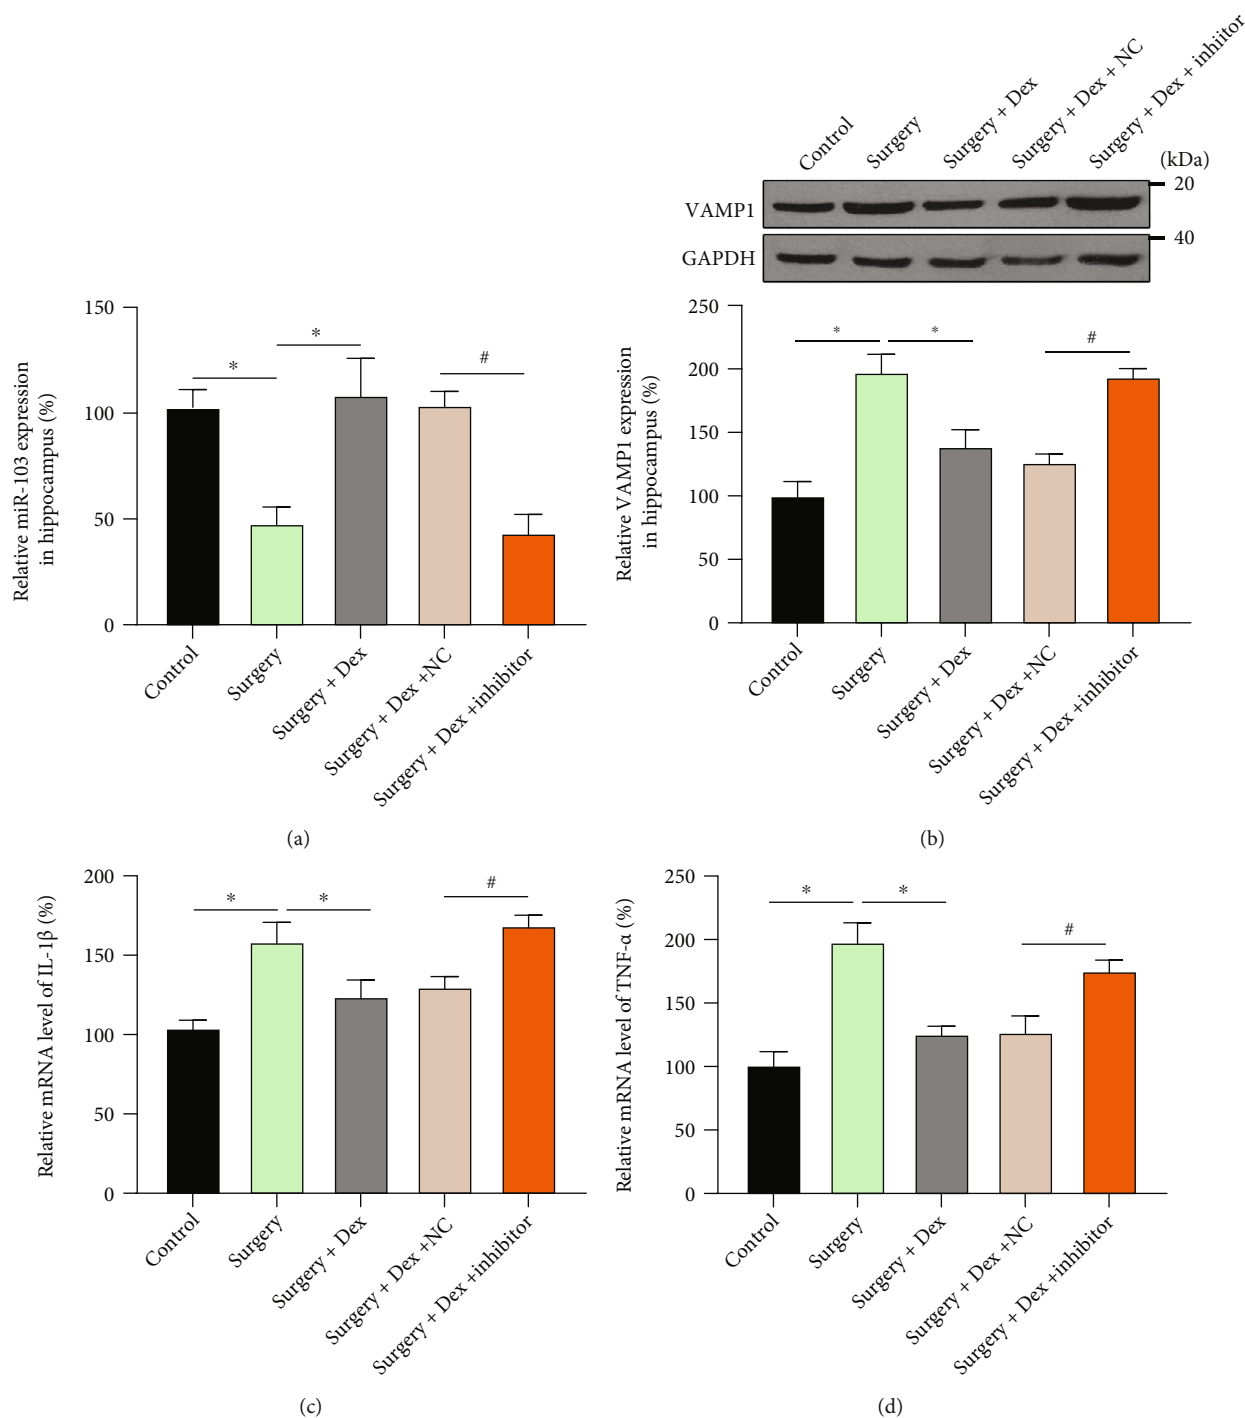 Control
Surgery
Surgery + Dex
Surgery + Dex + NC
Surgery + Dex + inhiitor
(kDa)
VAMP1
20
GAPDH
40
Relative miR-103 expression
in hippocampus (%)
150
100
50
0
*
*
#
Control
Surgery
Surgery + Dex
Surgery + Dex +NC
Surgery + Dex +inhibitor
(a)
Relative VAMP1 expression
in hippocampus (%)
250
200
150
100
50
0
*
*
#
Control
Surgery
Surgery + Dex
Surgery + Dex +NC
Surgery + Dex +inhibitor
(b)
Relative mRNA level of IL-1β (%)
200
150
100
50
0
*
*
#
Control
Surgery
Surgery + Dex
Surgery + Dex +NC
Surgery + Dex +inhibitor
(c)
Relative mRNA level of TNF-α (%)
250
200
150
100
50
0
*
*
#
Control
Surgery
Surgery + Dex
Surgery + Dex +NC
Surgery + Dex +inhibitor
(d)